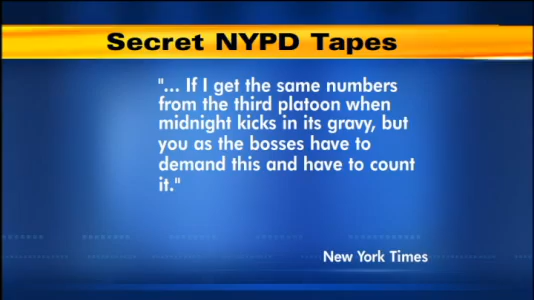 Secret NYPD Tapes
"... If I get the same numbers
from the third platoon when
midnight kicks in its gravy, but
you as the bosses have to
demand this and have to count
it."
New York Times